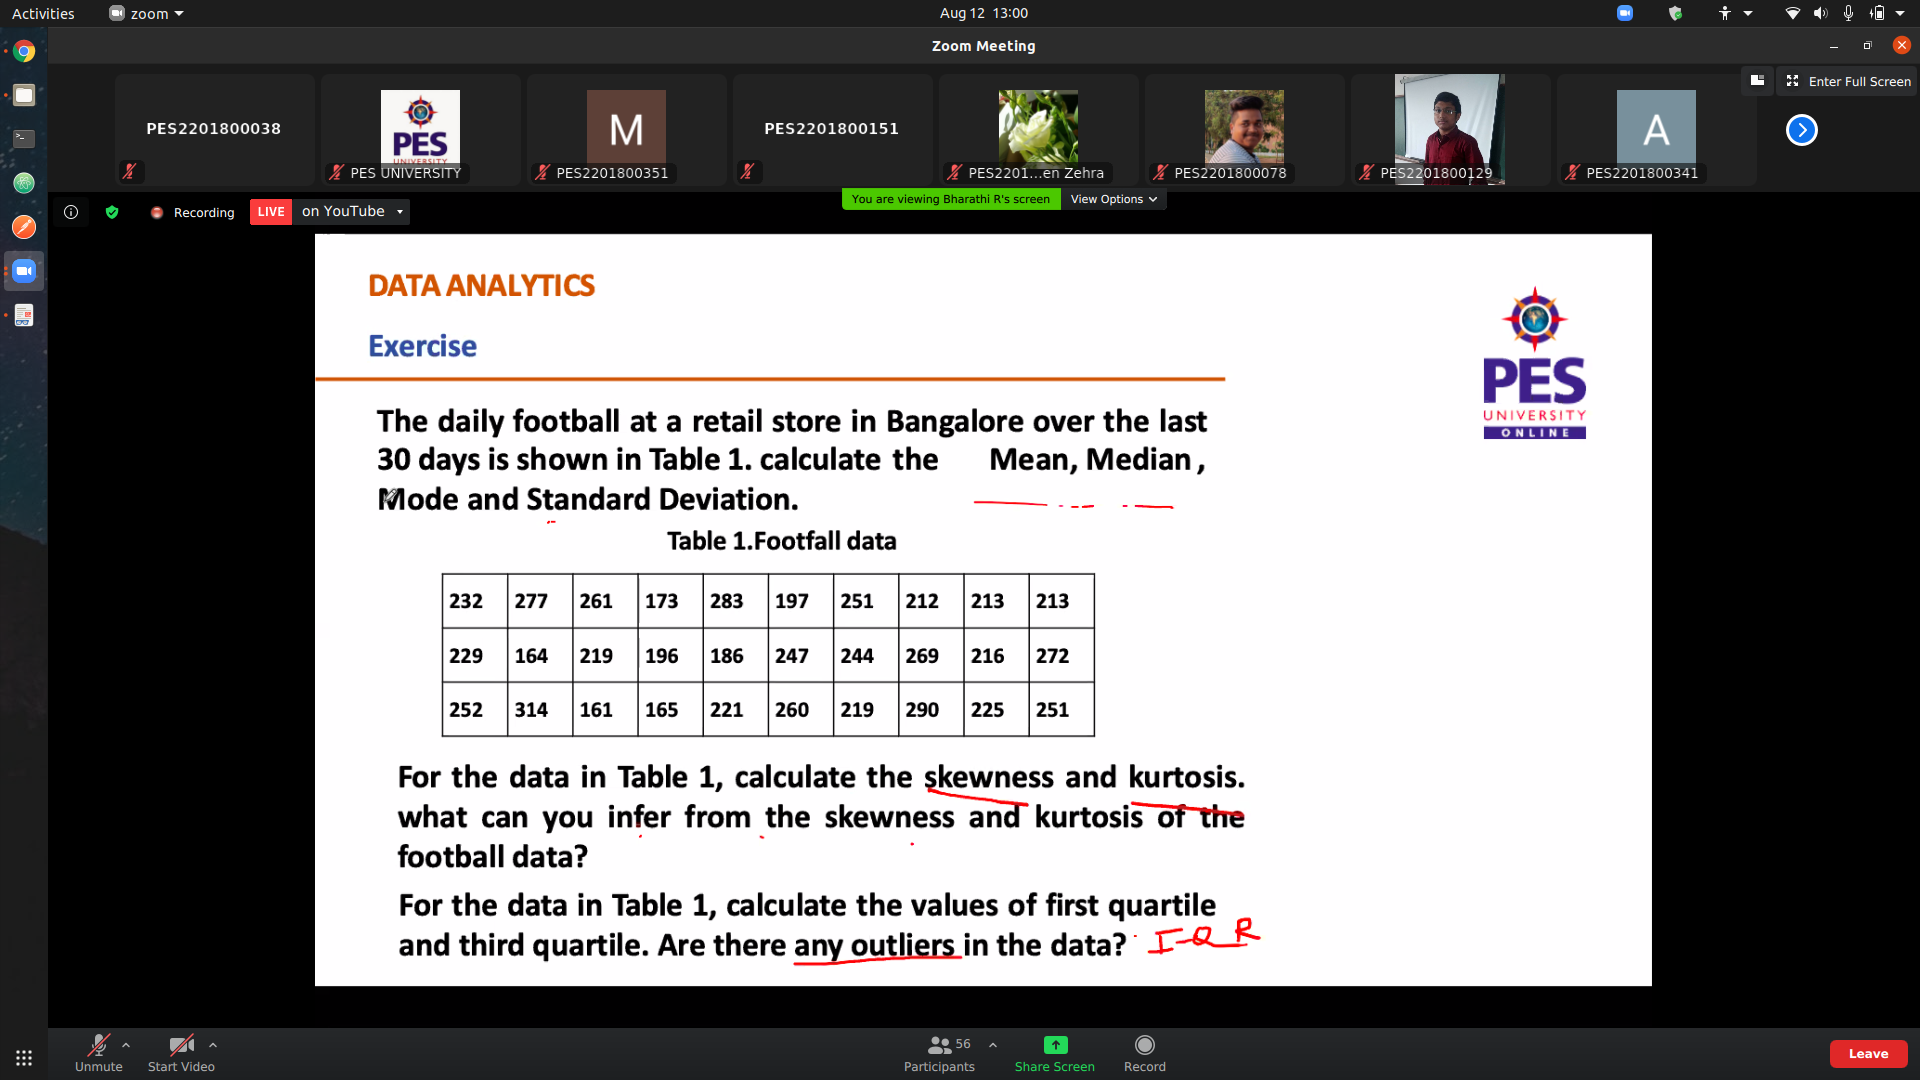 Activities zoom Aug 12 13:00
Zoom Meeting
Enter Full Screen
PES2201800038
PES
UNIVERSITY
PES UNIVERSITY
M
PES2201800351
PES2201800151
PES2201...en Zehra
PES2201800078
PES2201800129
A
PES2201800341
You are viewing Bharathi R's screen View Options
Recording LIVE on YouTube
DATA ANALYTICS
Exercise
PES
UNIVERSITY
ONLINE
The daily football at a retail store in Bangalore over the last
30 days is shown in Table 1. calculate the Mean, Median ,
Mode and Standard Deviation.
Table 1.Footfall data
232 277 261 173 283 197 251 212 213 213
229 164 219 196 186 247 244 269 216 272
252 314 161 165 221 260 219 290 225 251
For the data in Table 1, calculate the skewness and kurtosis.
what can you infer from the skewness and kurtosis of the
football data?
For the data in Table 1, calculate the values of first quartile
and third quartile. Are there any outliers in the data? IQR
Unmute Start Video Participants 56 Share Screen Record Leave